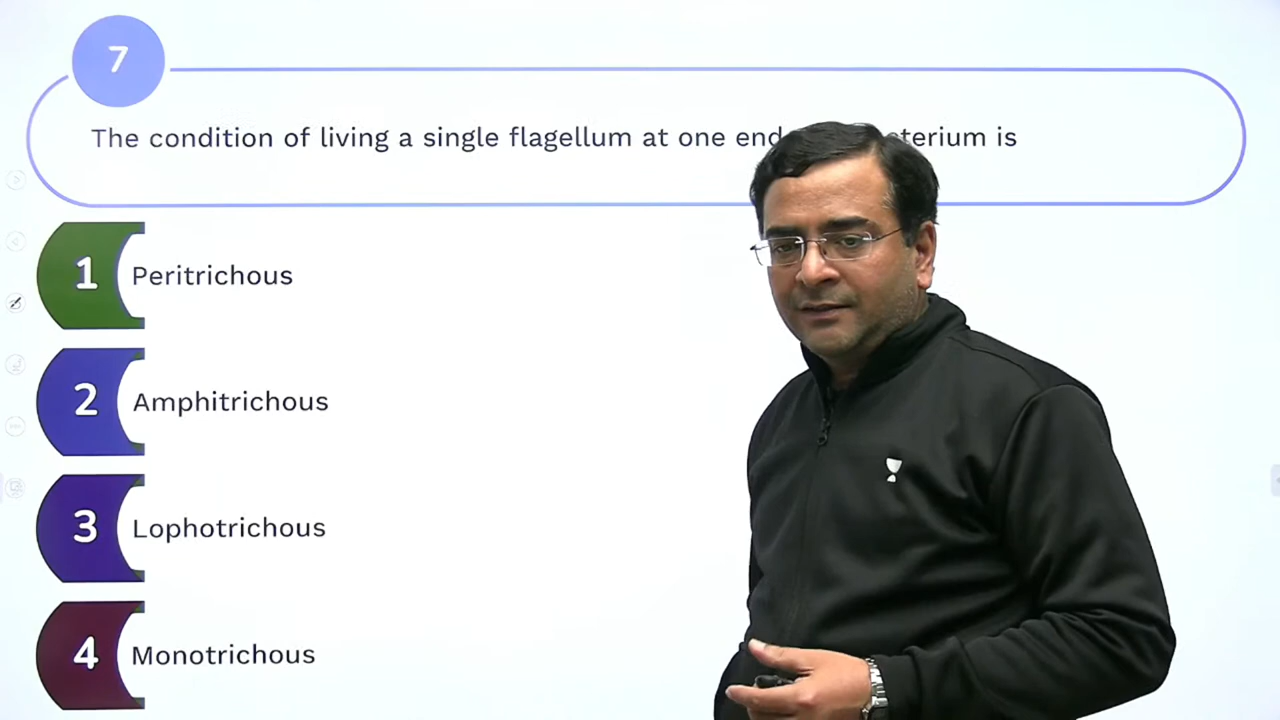 7
The condition of living a single flagellum at one end terium is
1 Peritrichous
2 Amphitrichous
3 Lophotrichous
4 Monotrichous